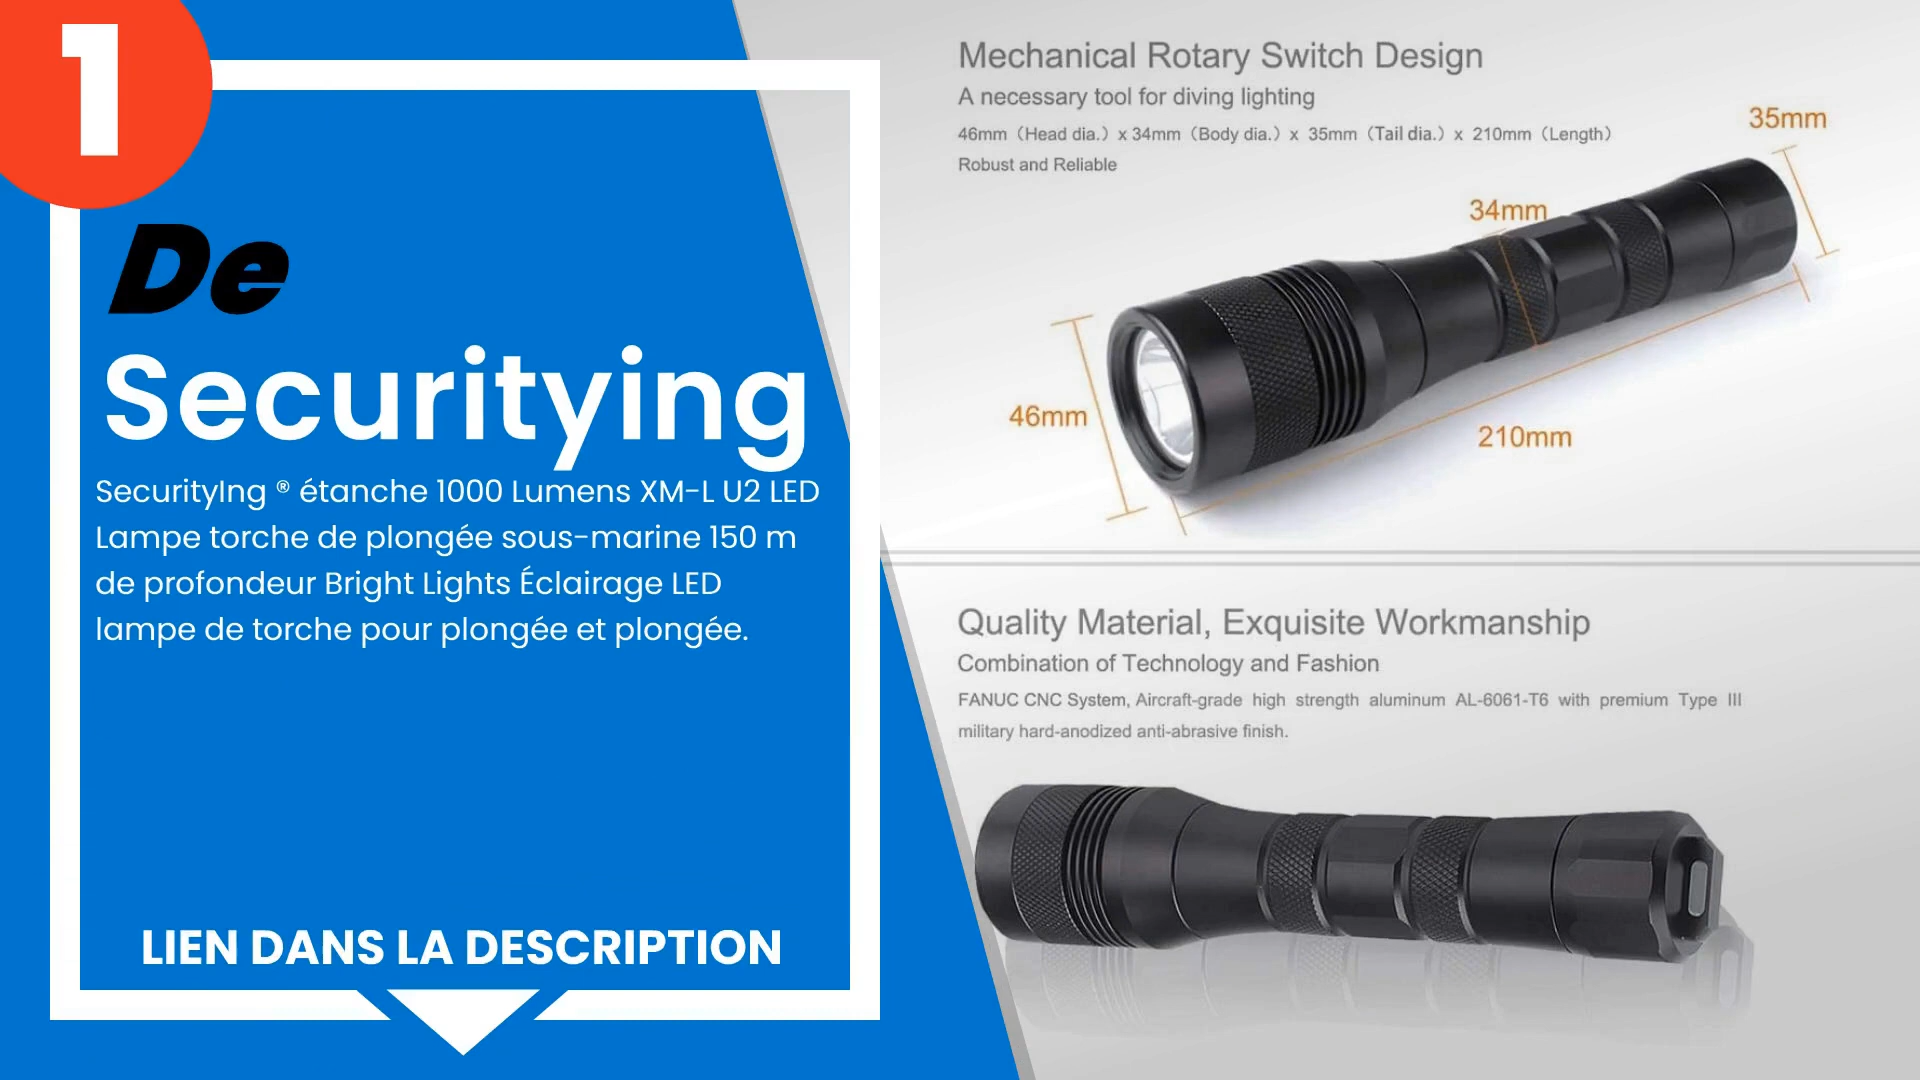 1
De
Securitying
SecurityIng ® étanche 1000 Lumens XM-L U2 LED
Lampe torche de plongée sous-marine 150 m
de profondeur Bright Lights Éclairage LED
lampe de torche pour plongée et plongée.
LIEN DANS LA DESCRIPTION
Mechanical Rotary Switch Design
A necessary tool for diving lighting
46mm（Head dia.）x 34mm（Body dia.）x 35mm（Tail dia.）x 210mm（Length）
Robust and Reliable
35mm
34mm
46mm
210mm
Quality Material, Exquisite Workmanship
Combination of Technology and Fashion
FANUC CNC System, Aircraft-grade high strength aluminum AL-6061-T6 with premium Type III
military hard-anodized anti-abrasive finish.